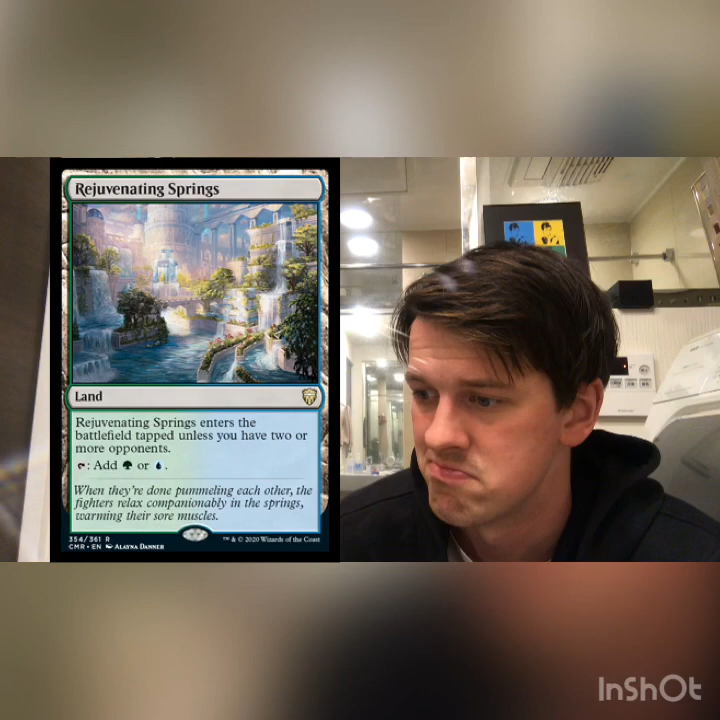 Rejuvenating Springs
Land
Rejuvenating Springs enters the
battlefield tapped unless you have two or
more opponents.
: Add or .
When they're done pummeling each other, the
fighters relax companionably in the springs,
warming their sore muscles.
354/361 R
CMR • EN Alayna Danner
™ & © 2020 Wizards of the Coast
InShOt